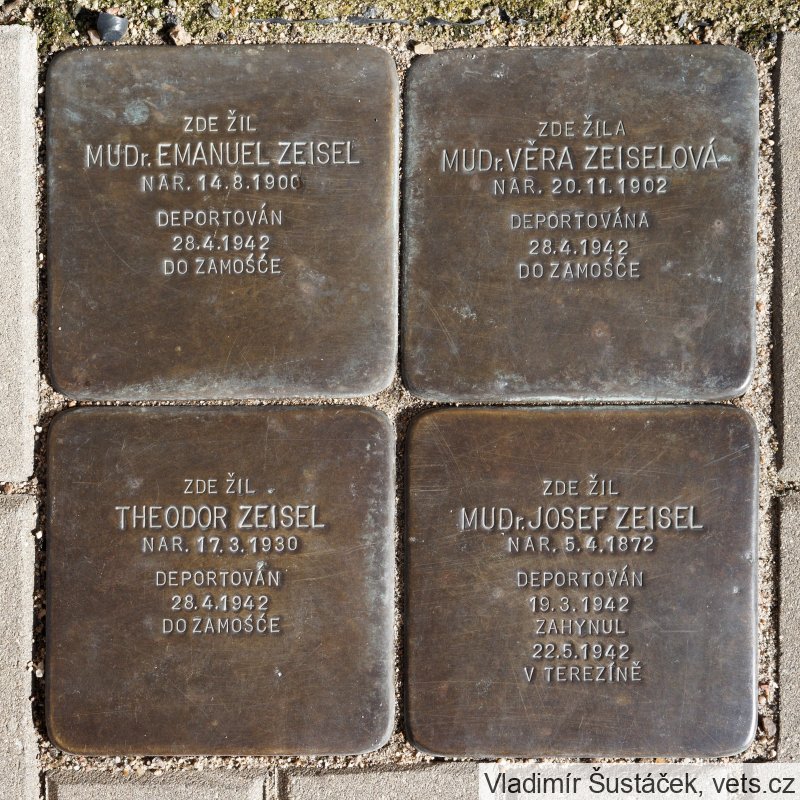 ZDE ŽIL
MUDr. EMANUEL ZEISEL
NAR. 14.8.1900
DEPORTOVÁN
28.4.1942
DO ZAMOŚĆE
ZDE ŽILA
MUDr. VĚRA ZEISELOVÁ
NAR. 20.11.1902
DEPORTOVÁNA
28.4.1942
DO ZAMOŚĆE
ZDE ŽIL
THEODOR ZEISEL
NAR. 17.3.1930
DEPORTOVÁN
28.4.1942
DO ZAMOŚĆE
ZDE ŽIL
MUDr. JOSEF ZEISEL
NAR. 5.4.1872
DEPORTOVÁN
19.3.1942
ZAHYNUL
22.5.1942
V TEREZÍNĚ
Vladimír Šustáček, vets.cz